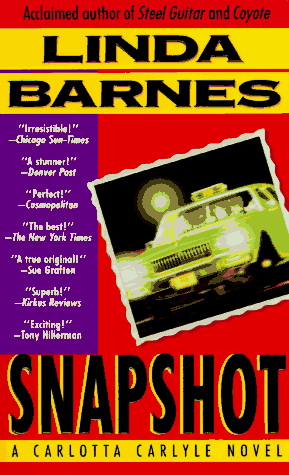 Acclaimed author of Steel Guitar and Coyote
LINDA
BARNES
"Irresistible!"
—Chicago Sun-Times
"A stunner!"
—Denver Post
"Perfect!"
—Cosmopolitan
"The best!"
—The New York Times
"A true original!"
—Sue Grafton
"Superb!"
—Kirkus Reviews
"Exciting!"
—Tony Hillerman
SNAPSHOT
A CARLOTTA CARLYLE NOVEL